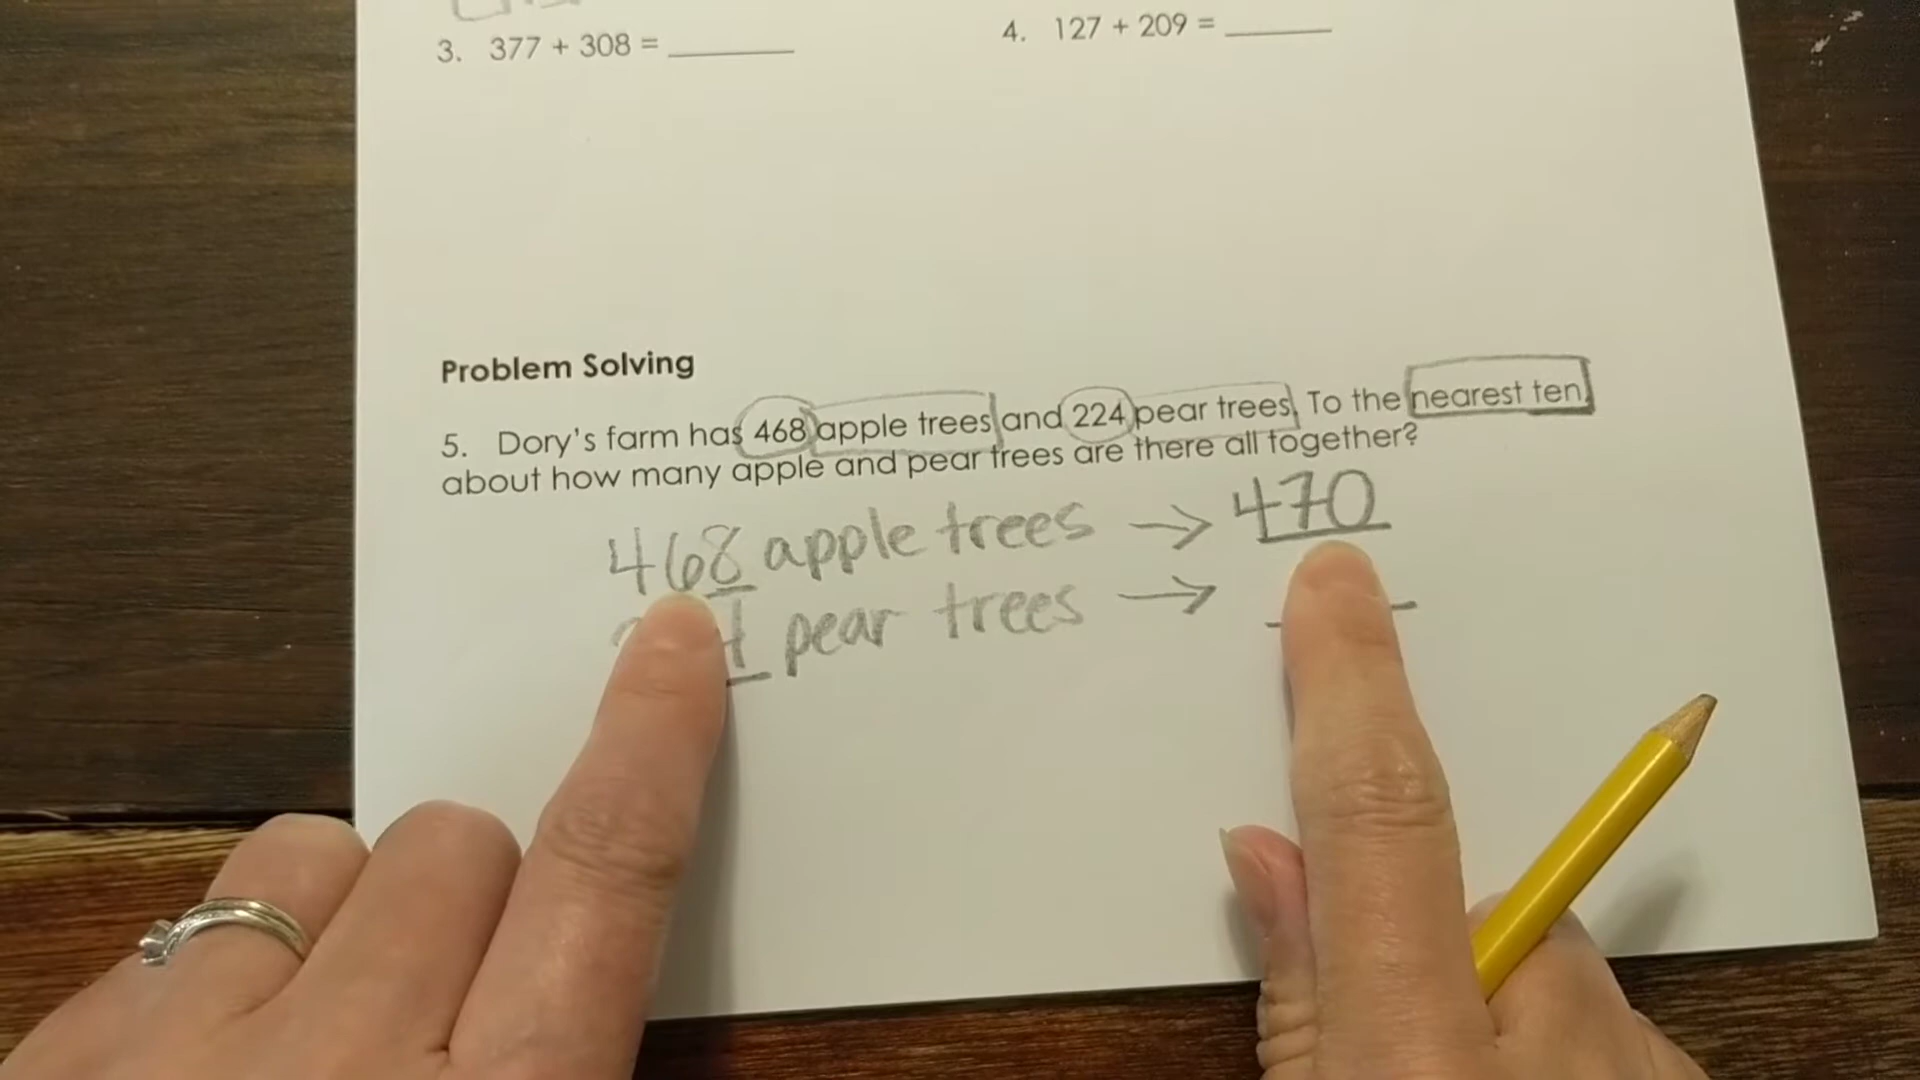 3. 377 + 308 = ________
4. 127 + 209 = ________
Problem Solving
5. Dory's farm has 468 apple trees and 224 pear trees. To the nearest ten,
about how many apple and pear trees are there all together?
468 apple trees → 470
4 pear trees →